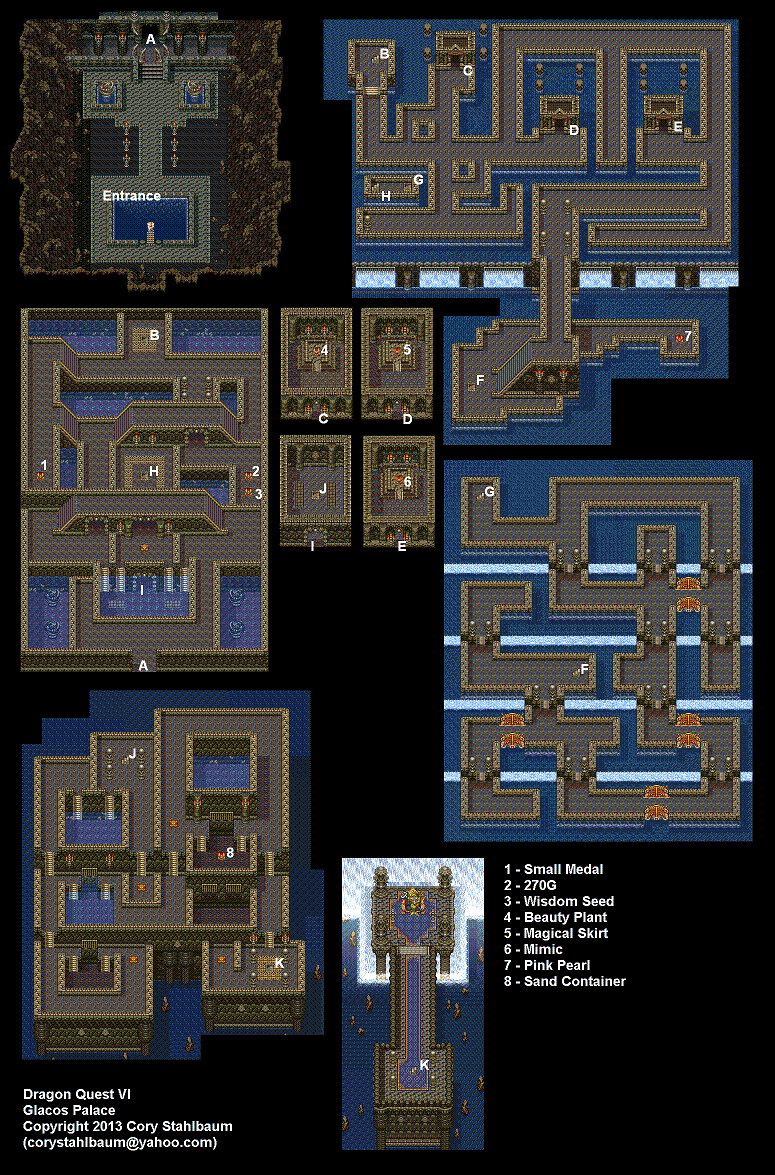 A
Entrance
B
C
D
E
G
H
7
F
B
1
H
2
3
I
A
4
C
5
D
J
I
6
E
G
F
J
8
K
K
1 - Small Medal
2 - 270G
3 - Wisdom Seed
4 - Beauty Plant
5 - Magical Skirt
6 - Mimic
7 - Pink Pearl
8 - Sand Container
Dragon Quest VI
Glacos Palace
Copyright 2013 Cory Stahlbaum
(corystahlbaum@yahoo.com)